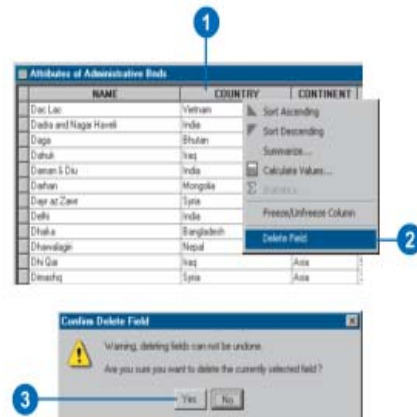 1
Attributes of Administrative Bnds
NAME COUNTRY CONTINENT
Dac Lac Vietnam
Dadra and Nagar Haveli India
Daga Bhutan
Dahuk Iraq
Daman & Diu India
Darhan Mongolia
Dayr az Zawr Syria
Delhi India
Dhaka Bangladesh
Dhawalagiri Nepal
Dhi Qar Iraq Asia
Dimashq Syria Asia
Sort Ascending
Sort Descending
Summarize...
Calculate Values...
Statistics...
Freeze/Unfreeze Column
Delete Field
2
Confirm Delete Field
Warning, deleting fields can not be undone.
Are you sure you want to delete the currently selected field?
3
Yes No